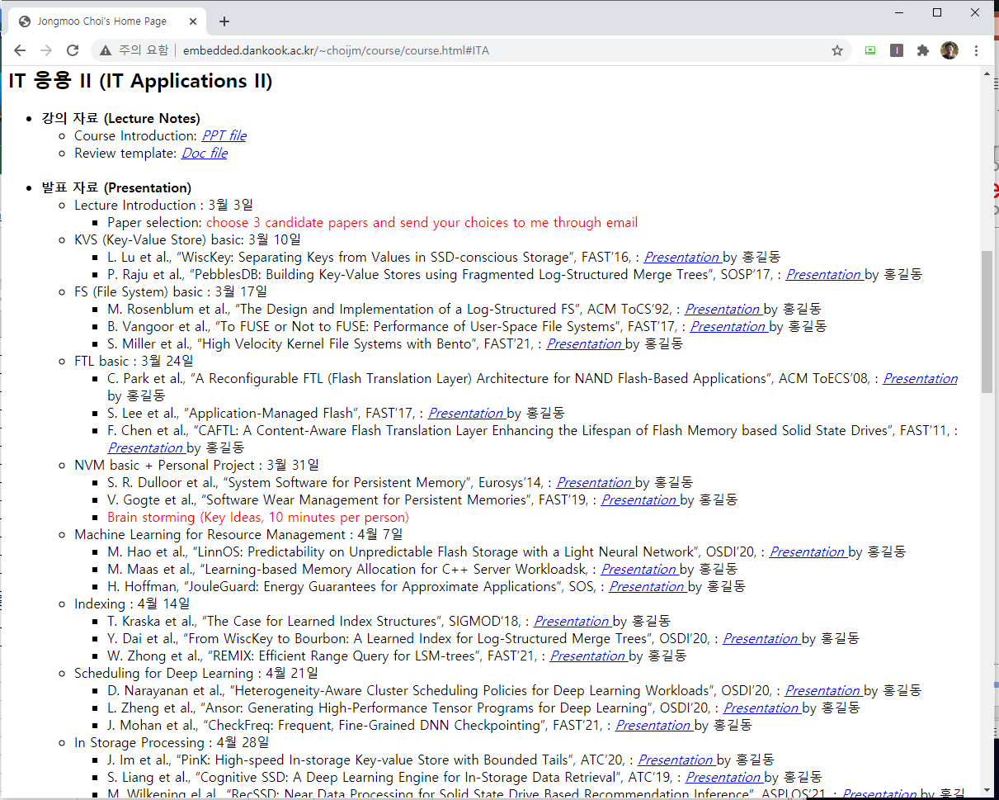 Jongmoo Choi's Home Page
주의 요함 | embedded.dankook.ac.kr/~choijm/course/course.html#ITA
IT 응용 II (IT Applications II)
강의 자료 (Lecture Notes)
Course Introduction: PPT file
Review template: Doc file
발표 자료 (Presentation)
Lecture Introduction : 3월 3일
Paper selection: choose 3 candidate papers and send your choices to me through email
KVS (Key-Value Store) basic: 3월 10일
L. Lu et al., “WiscKey: Separating Keys from Values in SSD-conscious Storage”, FAST’16, : Presentation by 홍길동
P. Raju et al., “PebblesDB: Building Key-Value Stores using Fragmented Log-Structured Merge Trees”, SOSP’17, : Presentation by 홍길동
FS (File System) basic : 3월 17일
M. Rosenblum et al., “The Design and Implementation of a Log-Structured FS”, ACM ToCS’92, : Presentation by 홍길동
B. Vangoor et al., “To FUSE or Not to FUSE: Performance of User-Space File Systems”, FAST’17, : Presentation by 홍길동
S. Miller et al., “High Velocity Kernel File Systems with Bento”, FAST’21, : Presentation by 홍길동
FTL basic : 3월 24일
C. Park et al., “A Reconfigurable FTL (Flash Translation Layer) Architecture for NAND Flash-Based Applications”, ACM ToECS’08, : Presentation
by 홍길동
S. Lee et al., “Application-Managed Flash”, FAST’17, : Presentation by 홍길동
F. Chen et al., “CAFTL: A Content-Aware Flash Translation Layer Enhancing the Lifespan of Flash Memory based Solid State Drives”, FAST’11, :
Presentation by 홍길동
NVM basic + Personal Project : 3월 31일
S. R. Dulloor et al., “System Software for Persistent Memory”, Eurosys’14, : Presentation by 홍길동
V. Gogte et al., “Software Wear Management for Persistent Memories”, FAST’19, : Presentation by 홍길동
Brain storming (Key Ideas, 10 minutes per person)
Machine Learning for Resource Management : 4월 7일
M. Hao et al., “LinnOS: Predictability on Unpredictable Flash Storage with a Light Neural Network”, OSDI’20, : Presentation by 홍길동
M. Maas et al., “Learning-based Memory Allocation for C++ Server Workloadsk, : Presentation by 홍길동
H. Hoffman, “JouleGuard: Energy Guarantees for Approximate Applications”, SOS, : Presentation by 홍길동
Indexing : 4월 14일
T. Kraska et al., “The Case for Learned Index Structures”, SIGMOD’18, : Presentation by 홍길동
Y. Dai et al., “From WiscKey to Bourbon: A Learned Index for Log-Structured Merge Trees”, OSDI’20, : Presentation by 홍길동
W. Zhong et al., “REMIX: Efficient Range Query for LSM-trees”, FAST’21, : Presentation by 홍길동
Scheduling for Deep Learning : 4월 21일
D. Narayanan et al., “Heterogeneity-Aware Cluster Scheduling Policies for Deep Learning Workloads”, OSDI’20, : Presentation by 홍길동
L. Zheng et al., “Ansor: Generating High-Performance Tensor Programs for Deep Learning”, OSDI’20, : Presentation by 홍길동
J. Mohan et al., “CheckFreq: Frequent, Fine-Grained DNN Checkpointing”, FAST’21, : Presentation by 홍길동
In Storage Processing : 4월 28일
J. Im et al., “PinK: High-speed In-storage Key-value Store with Bounded Tails”, ATC’20, : Presentation by 홍길동
S. Liang et al., “Cognitive SSD: A Deep Learning Engine for In-Storage Data Retrieval”, ATC’19, : Presentation by 홍길동
M. Wilkening el al., “RecSSD: Near Data Processing for Solid State Drive Based Recommendation Inference”, ASPLOS’21, : Presentation by 홍길